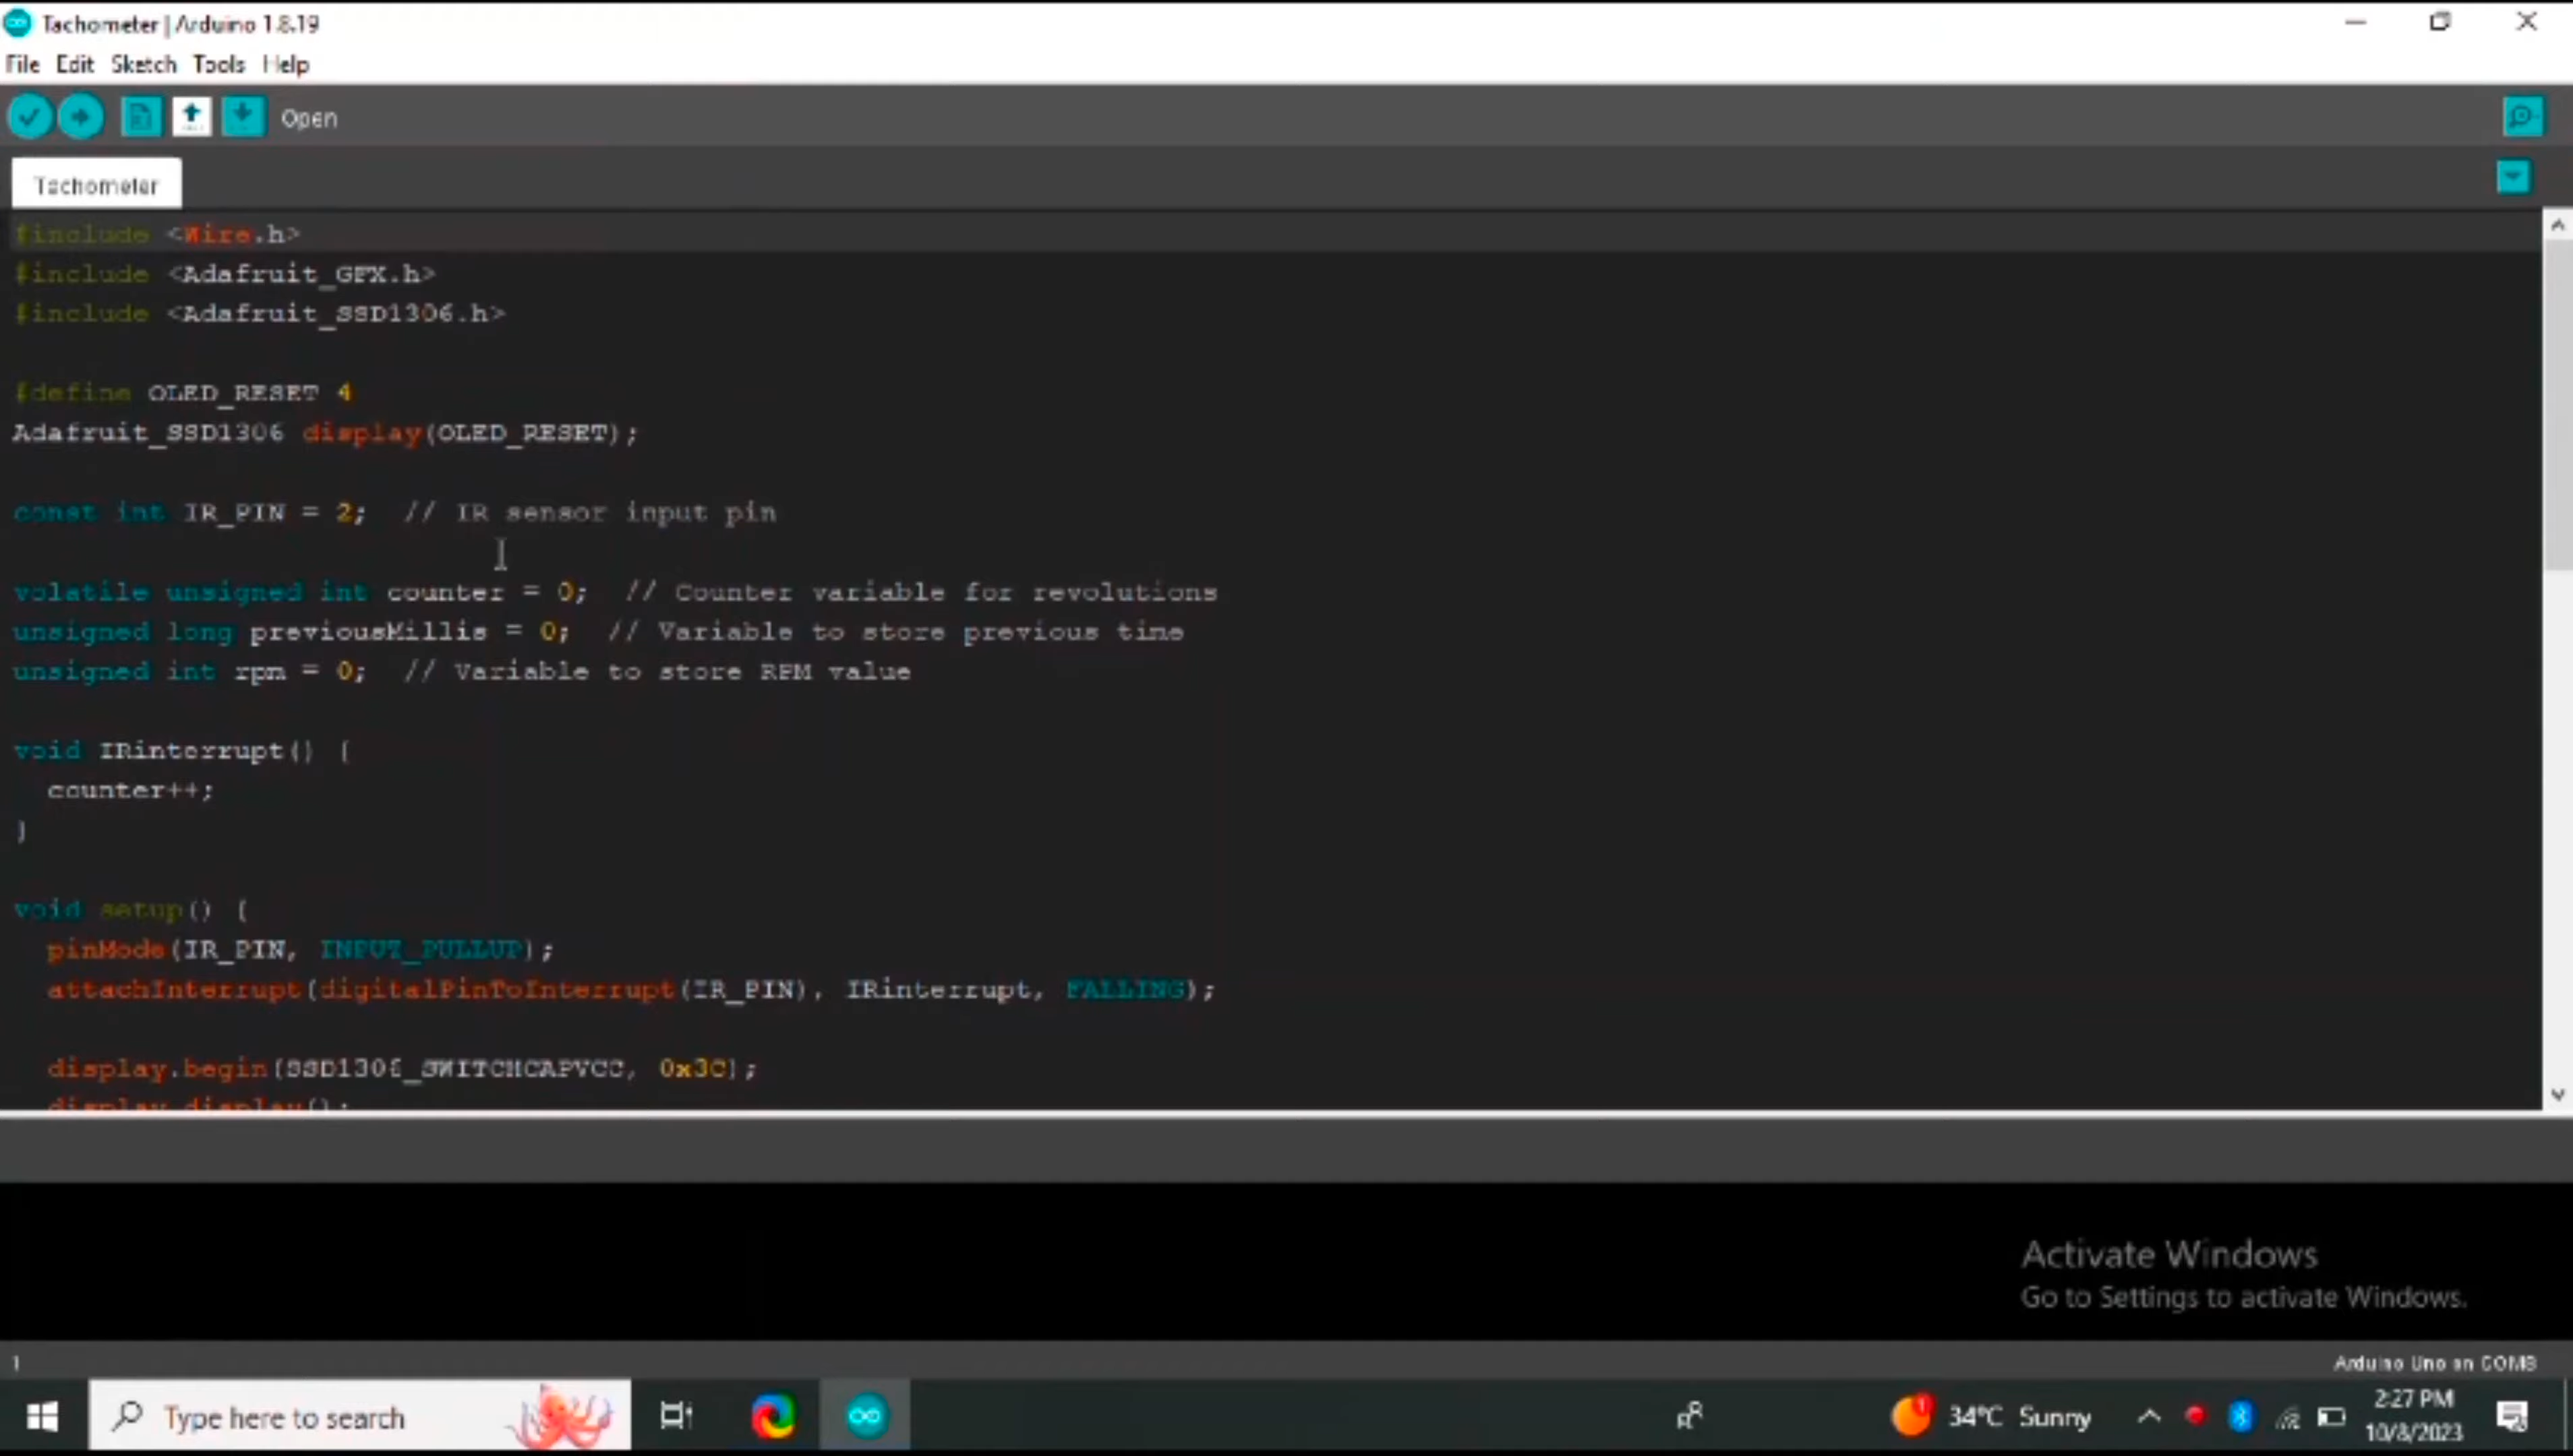 Tachometer | Arduino 1.8.19
File Edit Sketch Tools Help
Open
Tachometer
#include <Wire.h>
#include <Adafruit_GFX.h>
#include <Adafruit_SSD1306.h>
#define OLED_RESET 4
Adafruit_SSD1306 display(OLED_RESET);
const int IR_PIN = 2;  // IR sensor input pin
volatile unsigned int counter = 0;  // Counter variable for revolutions
unsigned long previousMillis = 0;  // Variable to store previous time
unsigned int rpm = 0;  // Variable to store RPM value
void IRinterrupt() {
  counter++;
}
void setup() {
  pinMode(IR_PIN, INPUT_PULLUP);
  attachInterrupt(digitalPinToInterrupt(IR_PIN), IRinterrupt, FALLING);
  display.begin(SSD1306_SWITCHCAPVCC, 0x3C);
  display.display();
Activate Windows
Go to Settings to activate Windows.
1
Arduino Uno on COM8
Type here to search
1
34°C Sunny
2:27 PM
10/8/2023